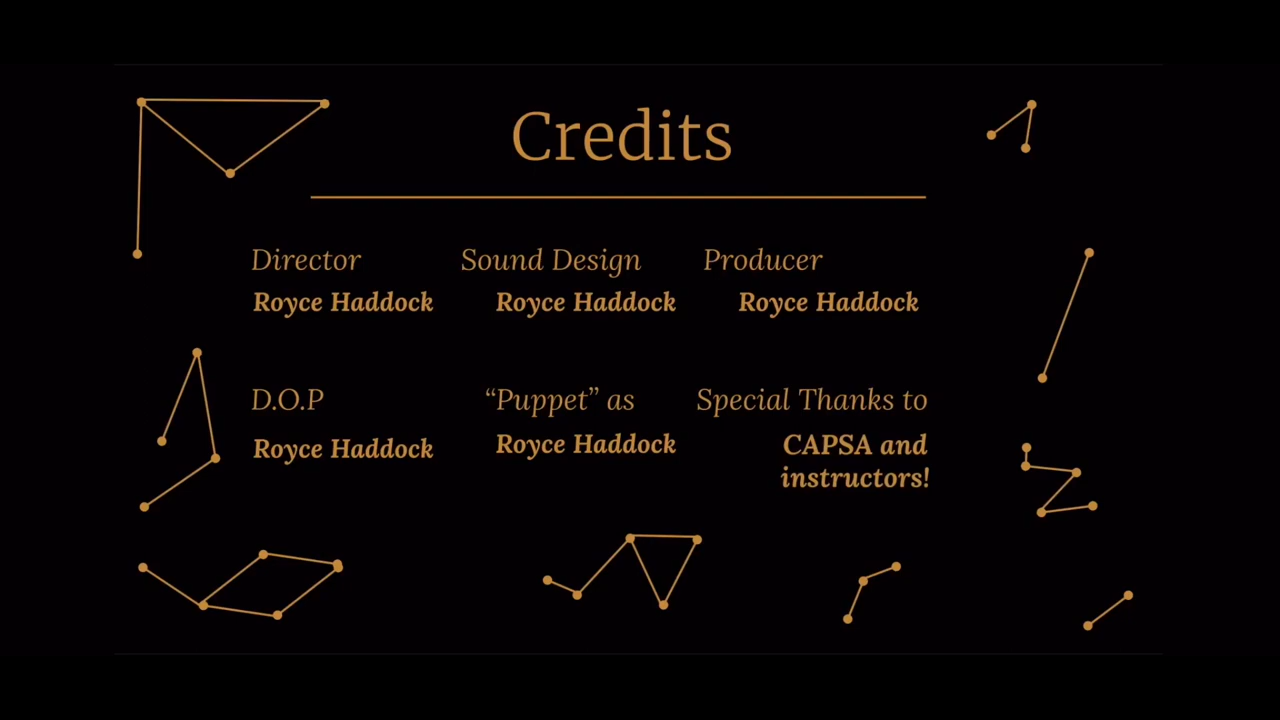 Credits
Director
Sound Design
Producer
Royce Haddock
Royce Haddock
Royce Haddock
D.O.P
“Puppet” as
Special Thanks to
Royce Haddock
Royce Haddock
CAPSA and
instructors!